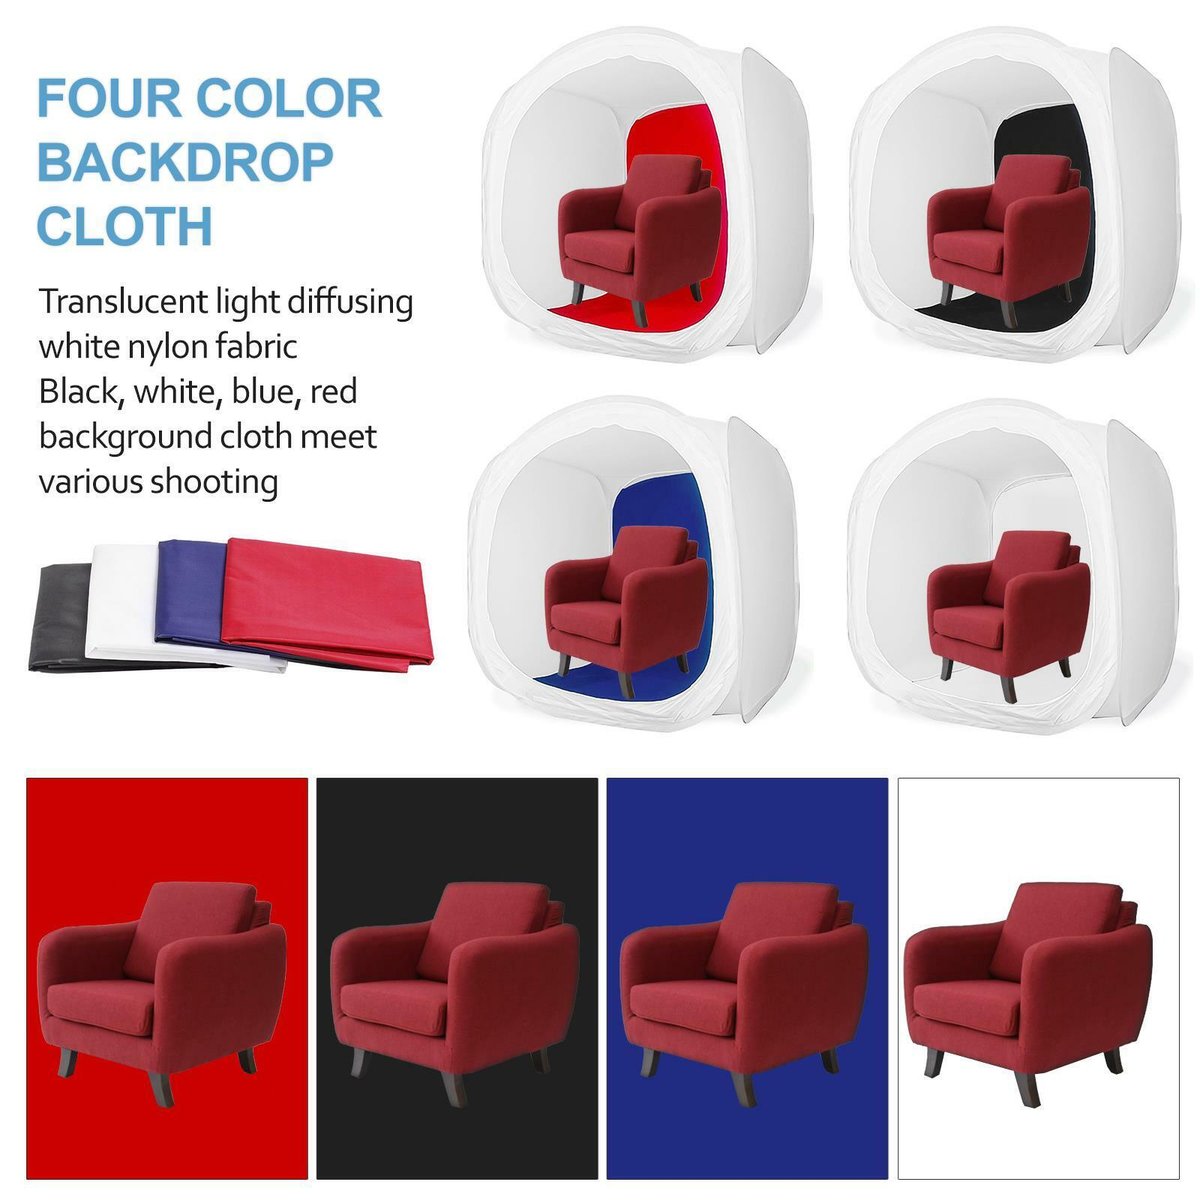 FOUR COLOR
BACKDROP
CLOTH
Translucent light diffusing
white nylon fabric
Black, white, blue, red
background cloth meet
various shooting